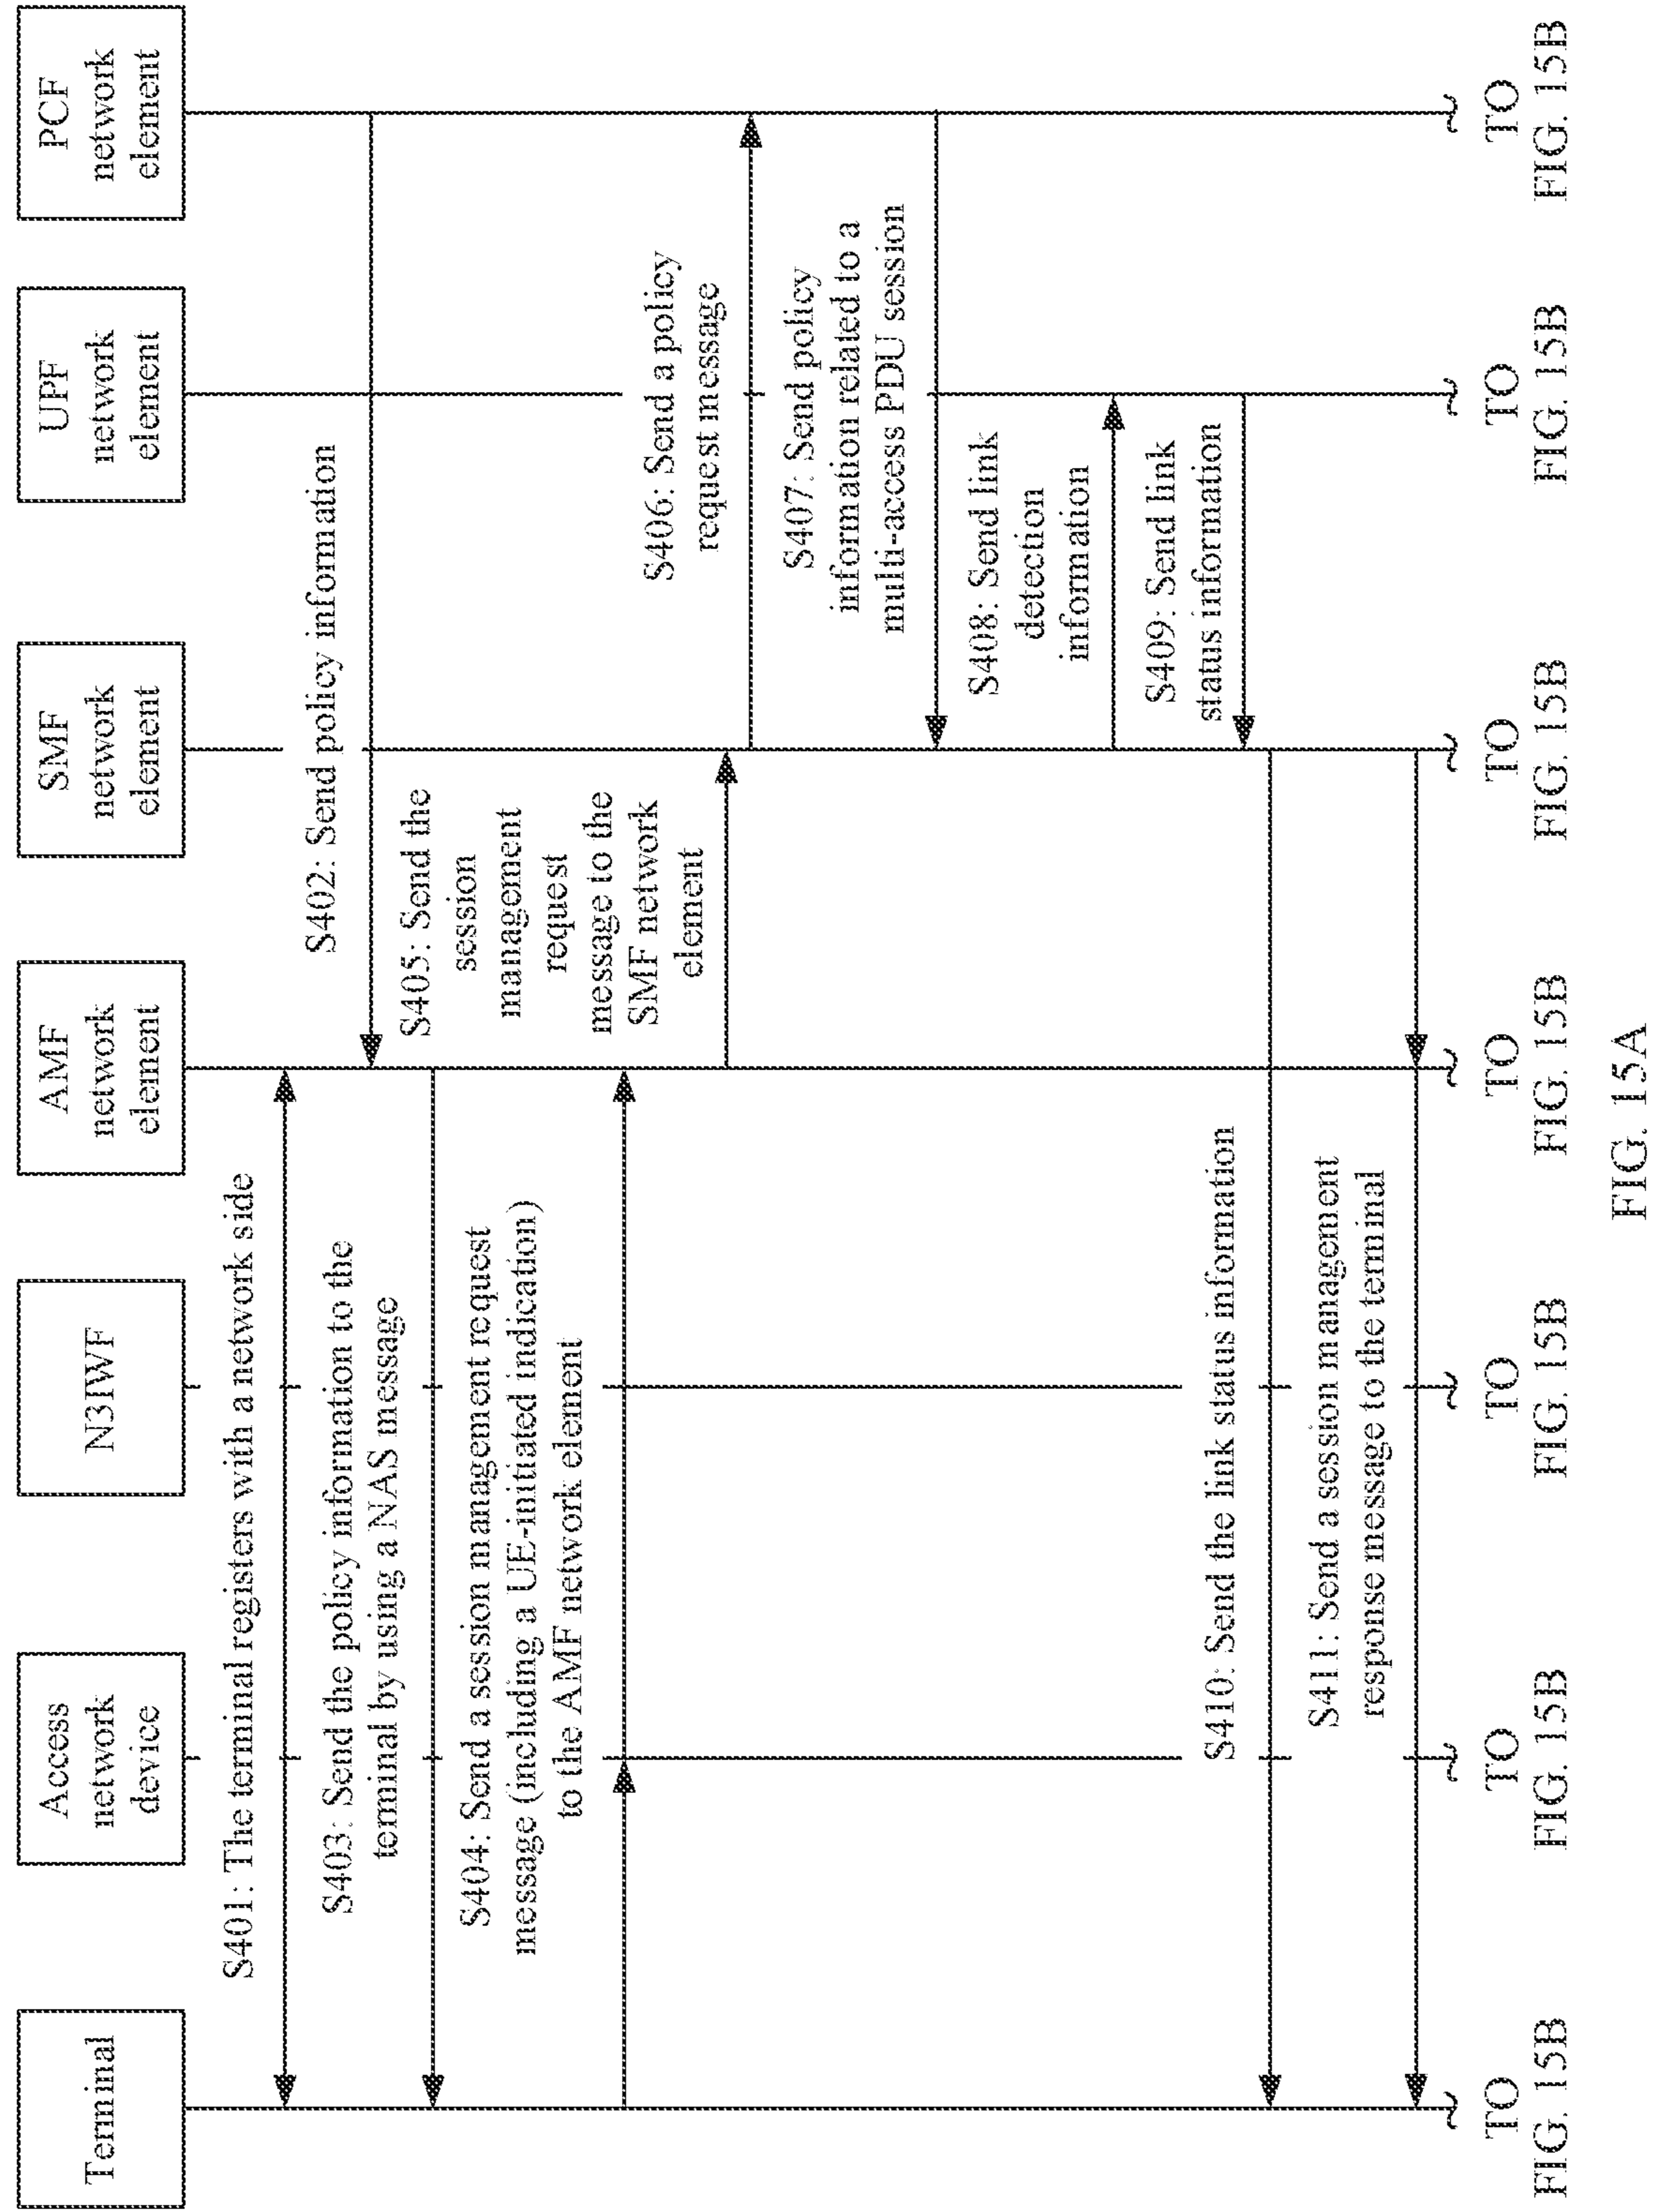 Terminal
Access
network
device
N3IWF
AMF
network
element
SMF
network
element
UPF
network
element
PCF
network
element
S401: The terminal registers with a network side
S402: Send policy information
S403: Send the policy information to the
terminal by using a NAS message
S404: Send a session management request
message (including a UE-initiated indication)
to the AMF network element
S405: Send the
session
management
request
message to the
SMF network
element
S406: Send a policy
request message
S407: Send policy
information related to a
multi-access PDU session
S408: Send link
detection
information
S409: Send link
status information
S410: Send the link status information
S411: Send a session management
response message to the terminal
TO
FIG. 15B
TO
FIG. 15B
TO
FIG. 15B
TO
FIG. 15B
TO
FIG. 15B
TO
FIG. 15B
TO
FIG. 15B
FIG. 15A